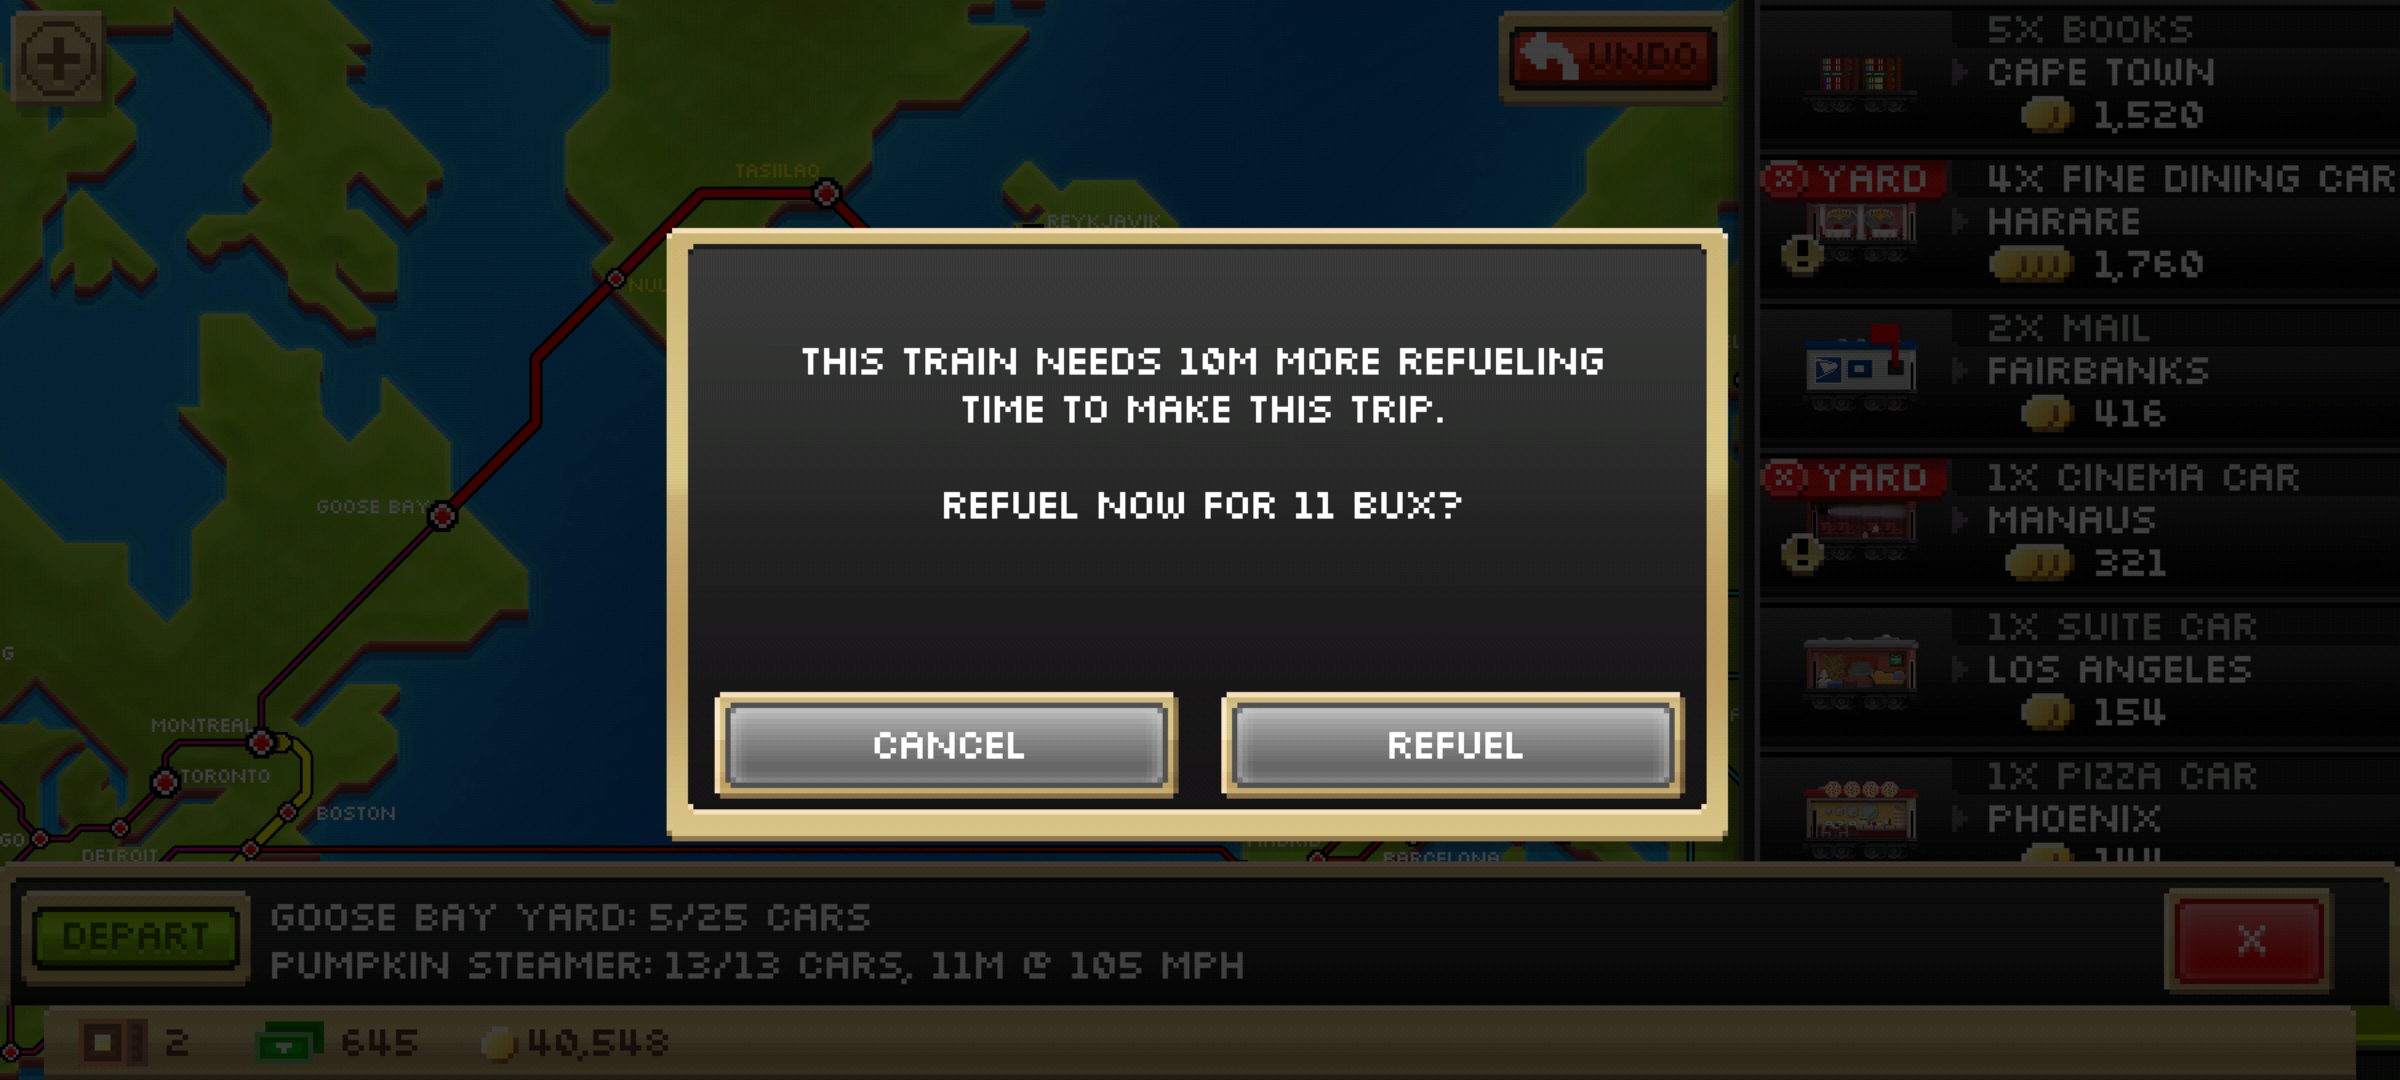 UNDO
TASIILAQ
REYKJAVIK
GOOSE BAY
MONTREAL
TORONTO
BOSTON
DETROIT
MADRID
BARCELONA
THIS TRAIN NEEDS 10M MORE REFUELING
TIME TO MAKE THIS TRIP.
REFUEL NOW FOR 11 BUX?
CANCEL
REFUEL
5X BOOKS
CAPE TOWN
1,520
YARD
4X FINE DINING CAR
HARARE
1,760
2X MAIL
FAIRBANKS
416
YARD
1X CINEMA CAR
MANAUS
321
1X SUITE CAR
LOS ANGELES
154
1X PIZZA CAR
PHOENIX
DEPART
GOOSE BAY YARD: 5/25 CARS
PUMPKIN STEAMER: 13/13 CARS, 11M @ 105 MPH
X
2
645
40,548